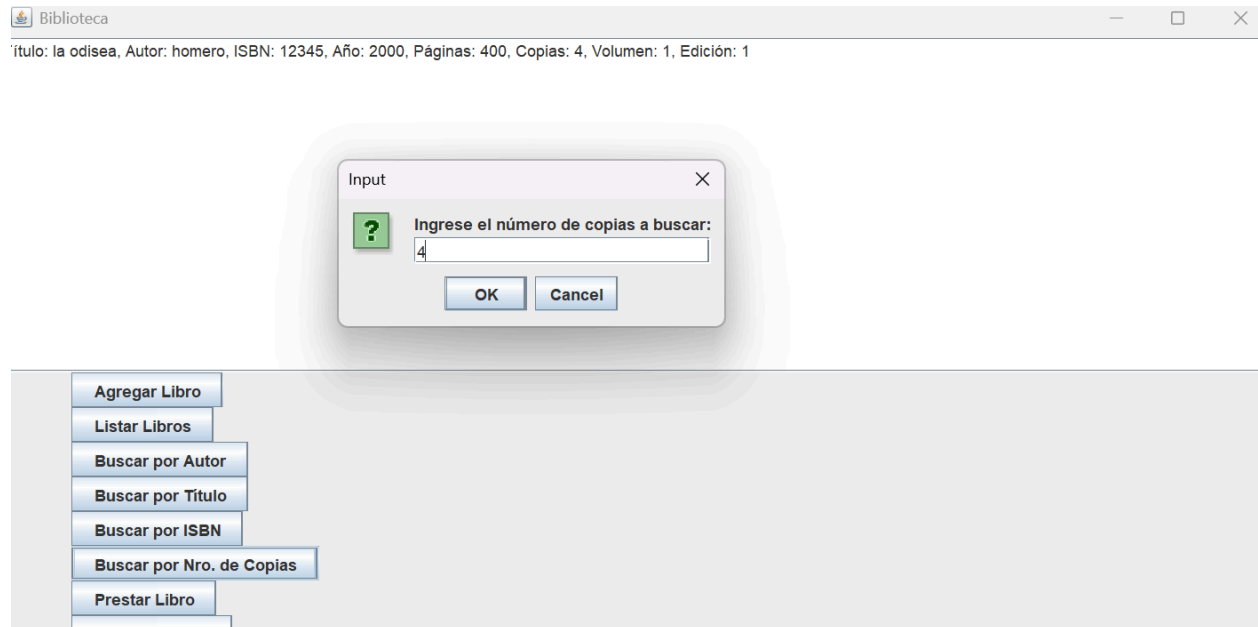 Biblioteca
ítulo: la odisea, Autor: homero, ISBN: 12345, Año: 2000, Páginas: 400, Copias: 4, Volumen: 1, Edición: 1
Input
?
Ingrese el número de copias a buscar:
4
OK Cancel
Agregar Libro
Listar Libros
Buscar por Autor
Buscar por Título
Buscar por ISBN
Buscar por Nro. de Copias
Prestar Libro